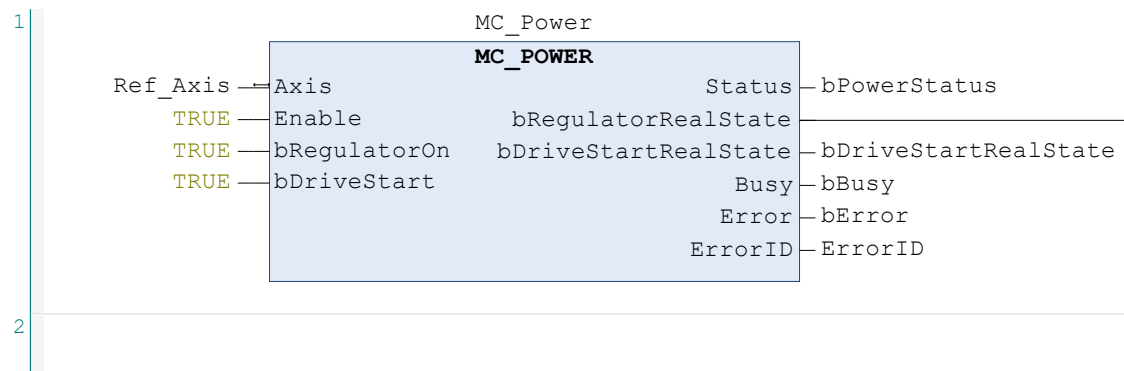 1
MC_Power
MC_POWER
Ref_Axis Axis Status bPowerStatus
TRUE Enable bRegulatorRealState
TRUE bRegulatorOn bDriveStartRealState bDriveStartRealState
TRUE bDriveStart Busy bBusy
Error bError
ErrorID ErrorID
2